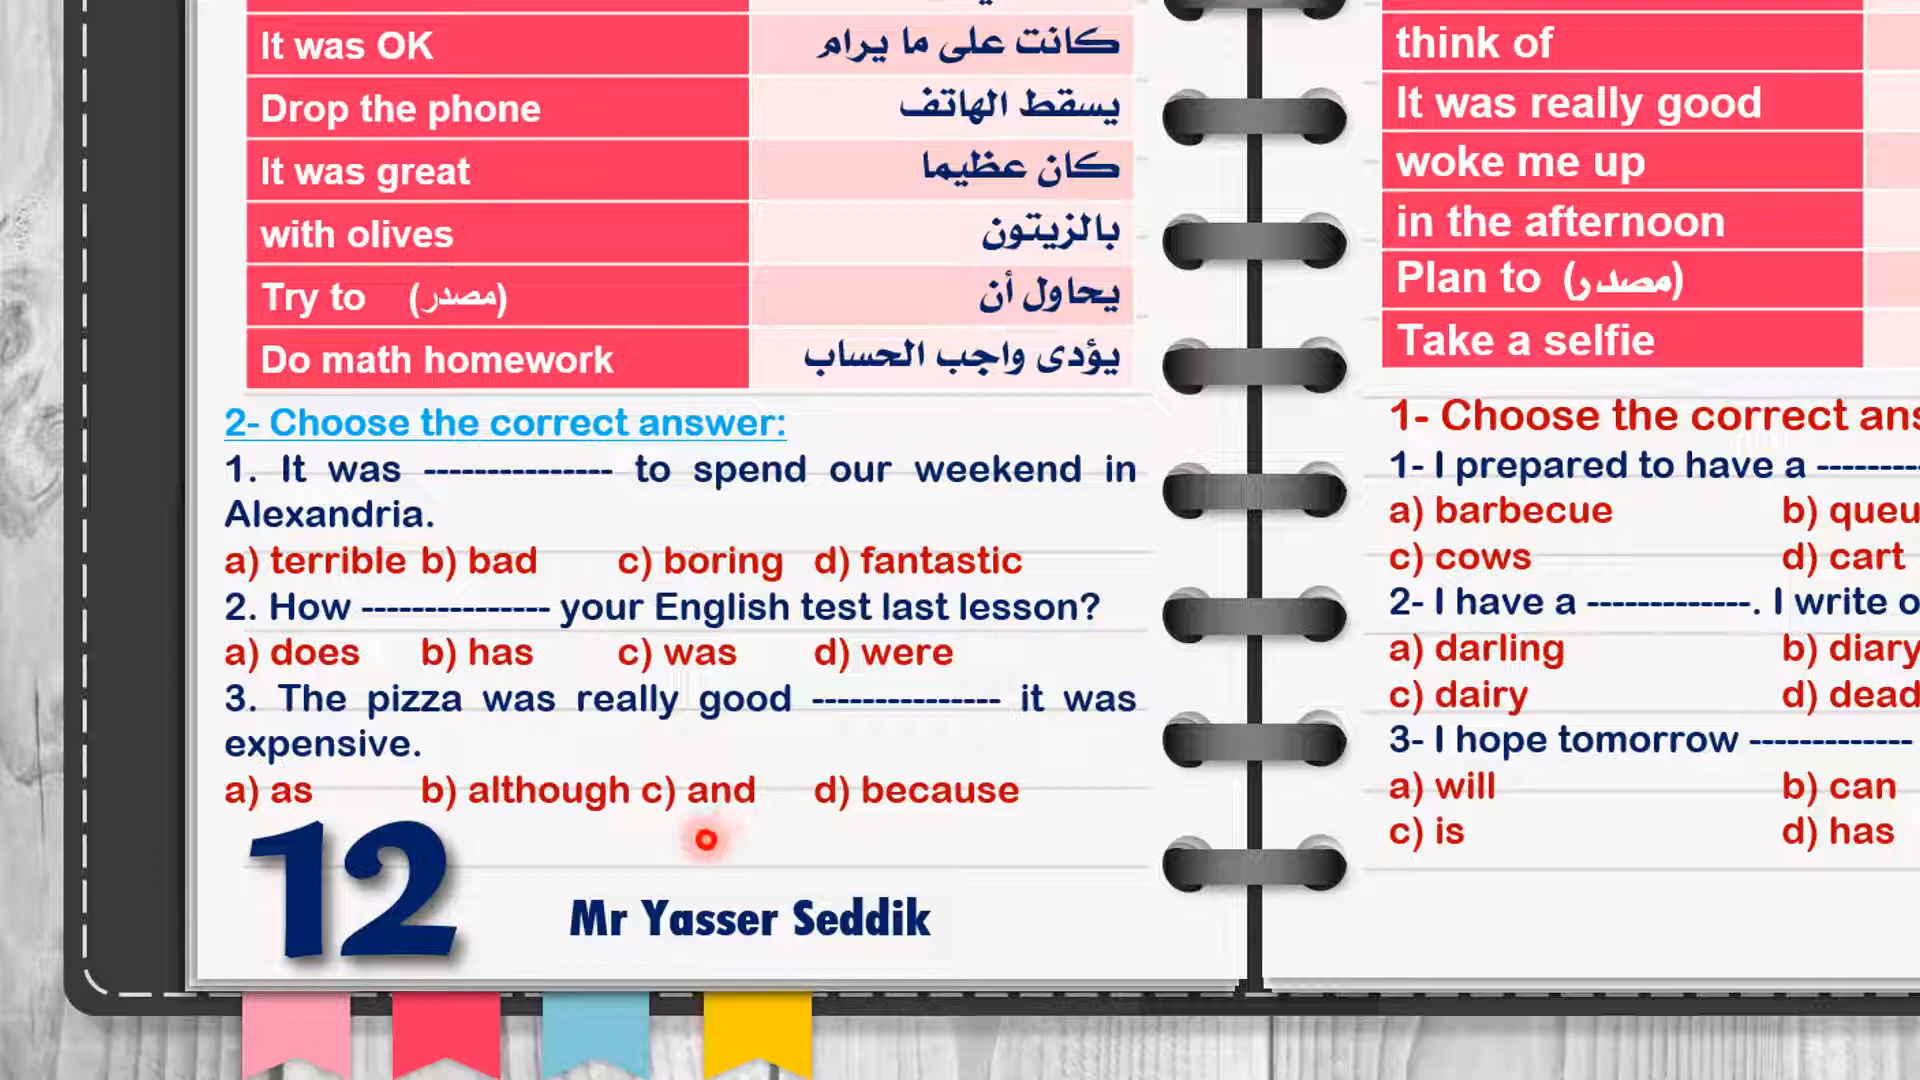 It was OK كانت على ما يرام
Drop the phone يسقط الهاتف
It was great كان عظيما
with olives بالزيتون
Try to (مصدر) يحاول أن
Do math homework يؤدى واجب الحساب
2- Choose the correct answer:
1. It was --------------- to spend our weekend in
Alexandria.
a) terrible b) bad c) boring d) fantastic
2. How --------------- your English test last lesson?
a) does b) has c) was d) were
3. The pizza was really good --------------- it was
expensive.
a) as b) although c) and d) because
12
Mr Yasser Seddik
think of
It was really good
woke me up
in the afternoon
Plan to (مصدر)
Take a selfie
1- Choose the correct ans
1- I prepared to have a --------
a) barbecue b) queu
c) cows d) cart
2- I have a -------------. I write o
a) darling b) diary
c) dairy d) dead
3- I hope tomorrow -------------
a) will b) can
c) is d) has